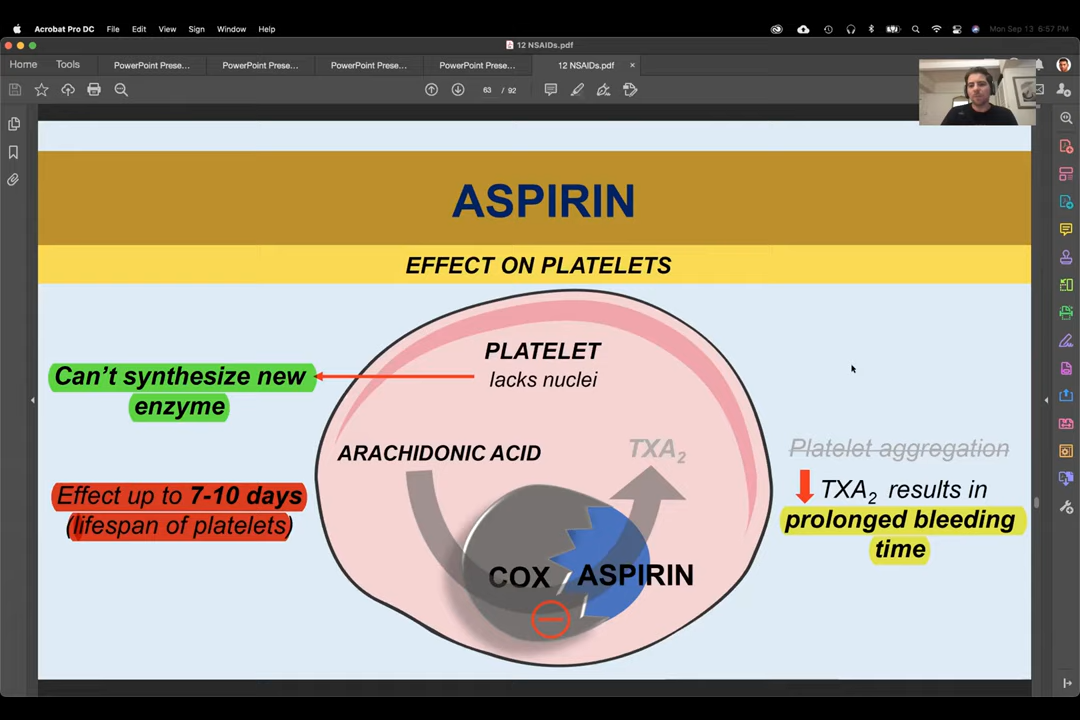 Acrobat Pro DC File Edit View Sign Window Help Mon Sep 13 6:57 PM
12 NSAIDs.pdf
Home Tools PowerPoint Prese... PowerPoint Prese... PowerPoint Prese... PowerPoint Prese... 12 NSAIDs.pdf ×
63 / 92
ASPIRIN
EFFECT ON PLATELETS
PLATELET
lacks nuclei
Can't synthesize new
enzyme
ARACHIDONIC ACID
TXA₂
Effect up to 7-10 days
(lifespan of platelets)
COX
ASPIRIN
Platelet aggregation
TXA₂ results in
prolonged bleeding
time